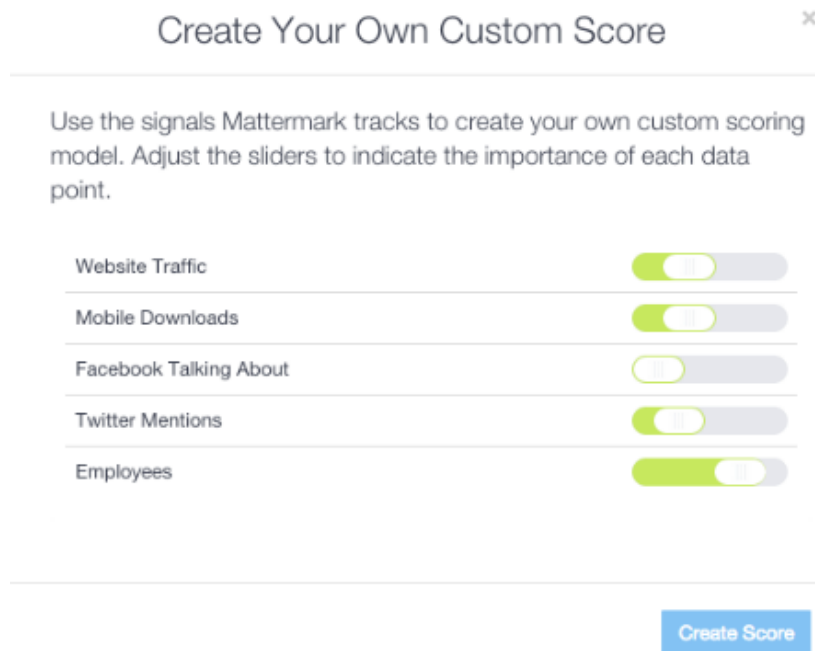 Create Your Own Custom Score
×
Use the signals Mattermark tracks to create your own custom scoring
model. Adjust the sliders to indicate the importance of each data
point.
Website Traffic
Mobile Downloads
Facebook Talking About
Twitter Mentions
Employees
Create Score